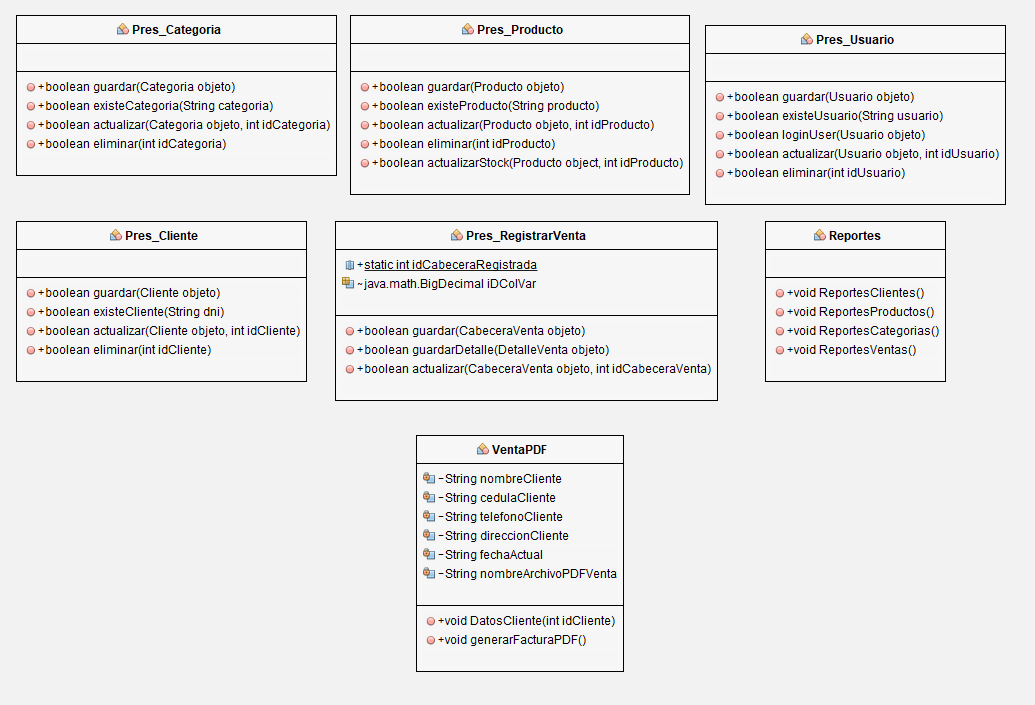 Pres_Categoria
+boolean guardar(Categoria objeto)
+boolean existeCategoria(String categoria)
+boolean actualizar(Categoria objeto, int idCategoria)
+boolean eliminar(int idCategoria)
Pres_Producto
+boolean guardar(Producto objeto)
+boolean existeProducto(String producto)
+boolean actualizar(Producto objeto, int idProducto)
+boolean eliminar(int idProducto)
+boolean actualizarStock(Producto object, int idProducto)
Pres_Usuario
+boolean guardar(Usuario objeto)
+boolean existeUsuario(String usuario)
+boolean loginUser(Usuario objeto)
+boolean actualizar(Usuario objeto, int idUsuario)
+boolean eliminar(int idUsuario)
Pres_Cliente
+boolean guardar(Cliente objeto)
+boolean existeCliente(String dni)
+boolean actualizar(Cliente objeto, int idCliente)
+boolean eliminar(int idCliente)
Pres_RegistrarVenta
+static int idCabeceraRegistrada
~java.math.BigDecimal iDColVar
+boolean guardar(CabeceraVenta objeto)
+boolean guardarDetalle(DetalleVenta objeto)
+boolean actualizar(CabeceraVenta objeto, int idCabeceraVenta)
Reportes
+void ReportesClientes()
+void ReportesProductos()
+void ReportesCategorias()
+void ReportesVentas()
VentaPDF
-String nombreCliente
-String cedulaCliente
-String telefonoCliente
-String direccionCliente
-String fechaActual
-String nombreArchivoPDFVenta
+void DatosCliente(int idCliente)
+void generarFacturaPDF()